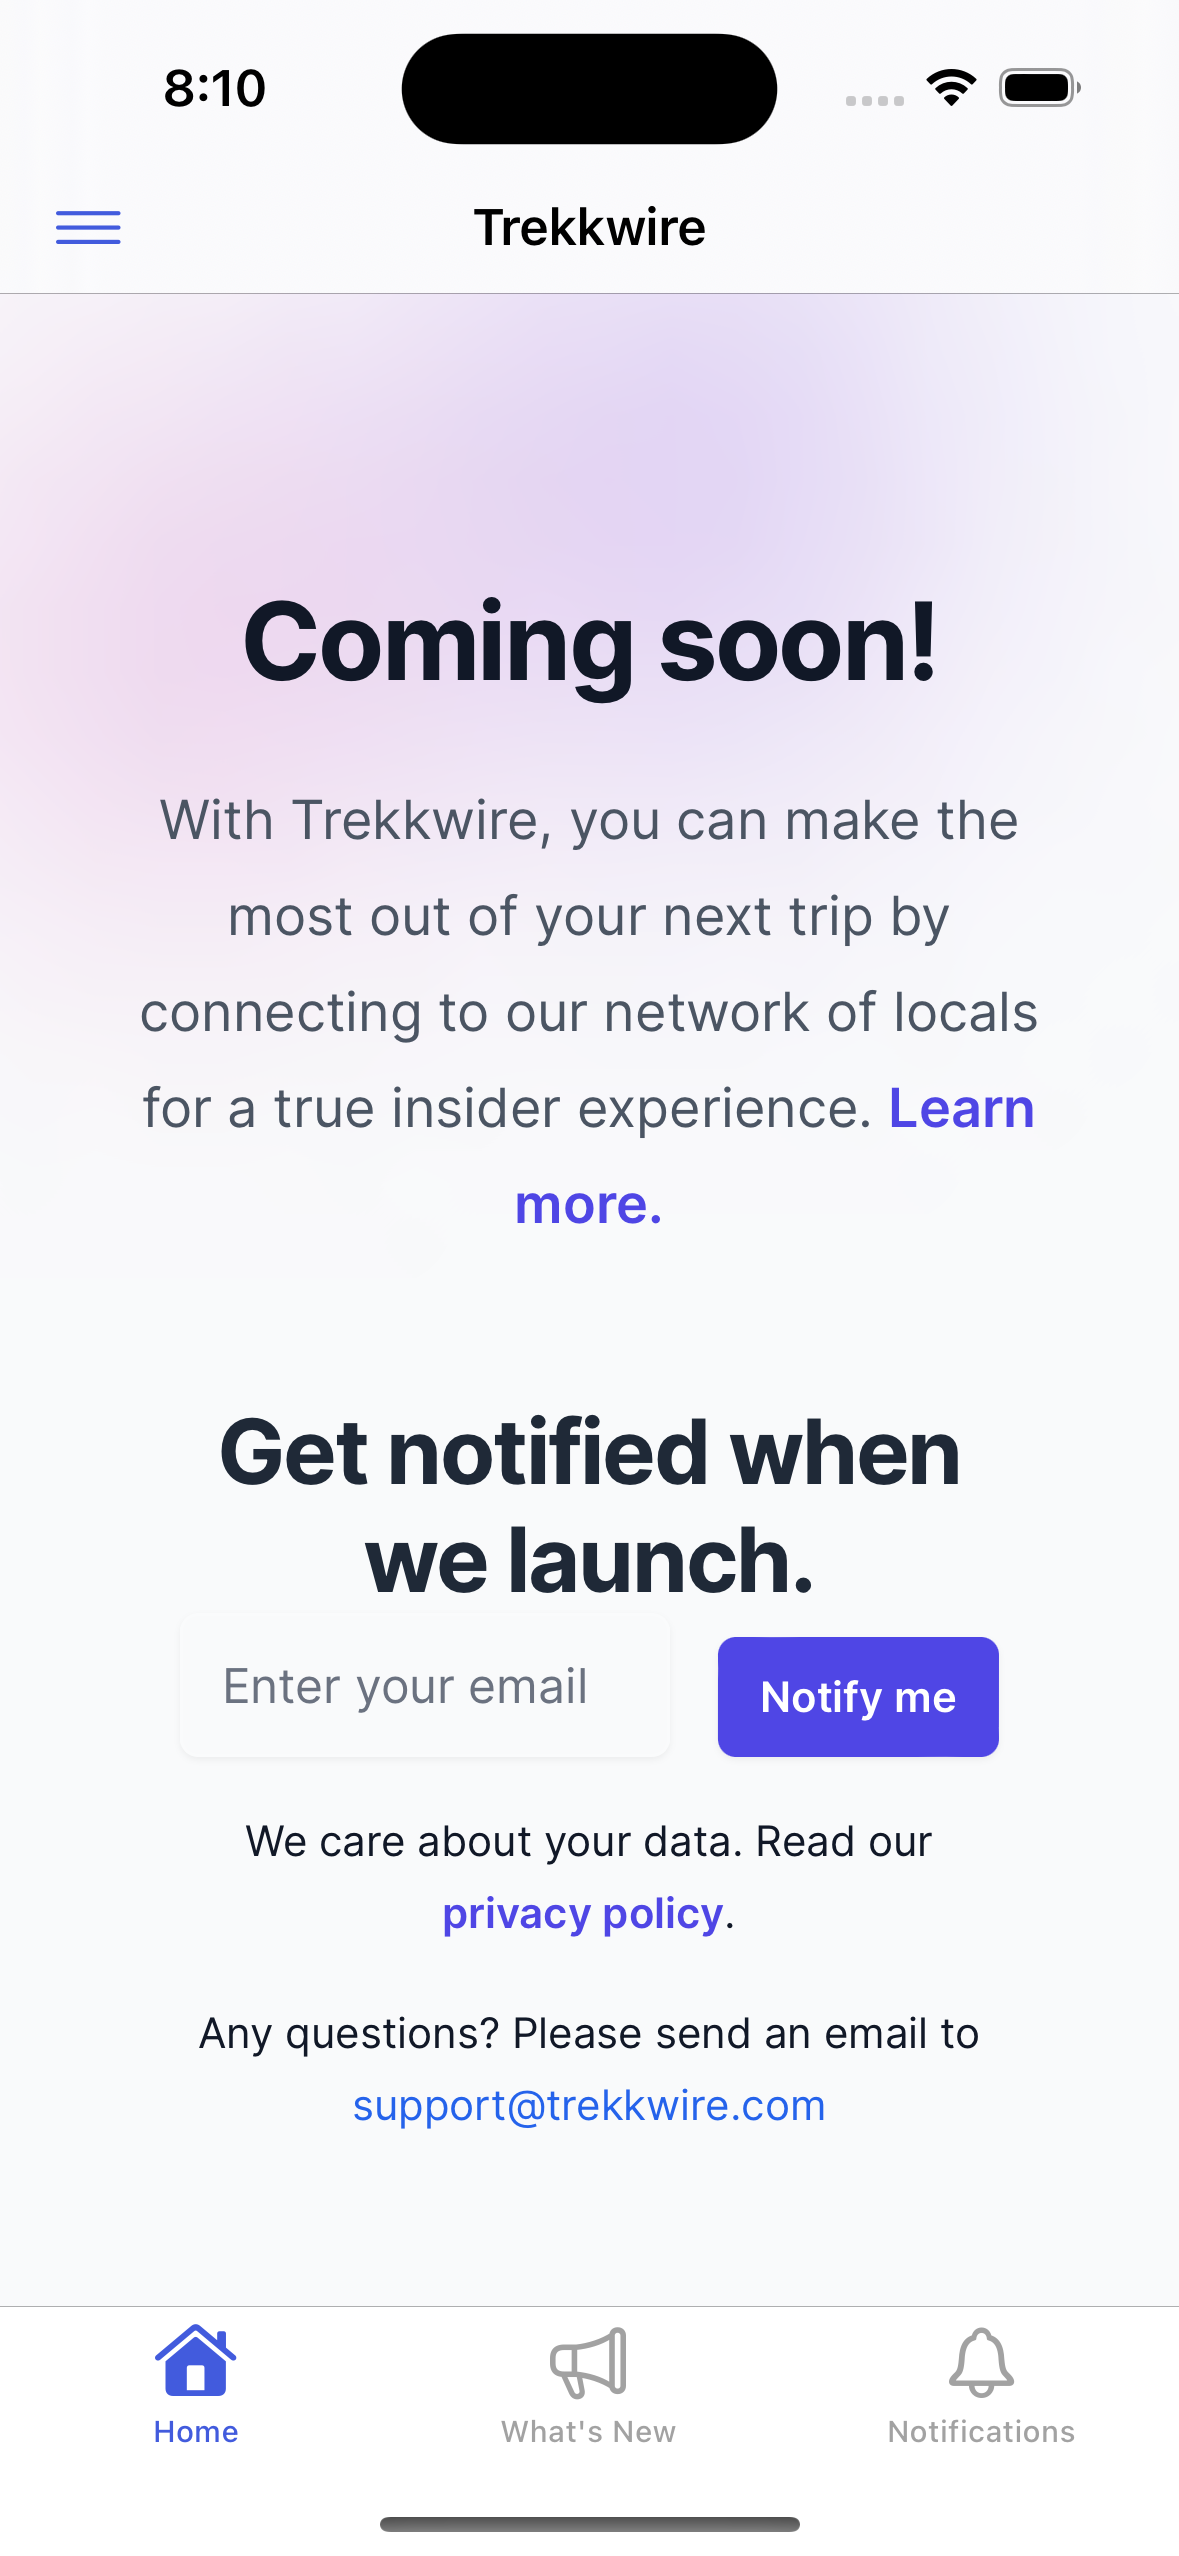 8:10
Trekkwire
Coming soon!
With Trekkwire, you can make the
most out of your next trip by
connecting to our network of locals
for a true insider experience. Learn
more.
Get notified when
we launch.
Enter your email
Notify me
We care about your data. Read our
privacy policy.
Any questions? Please send an email to
support@trekkwire.com
Home
What's New
Notifications